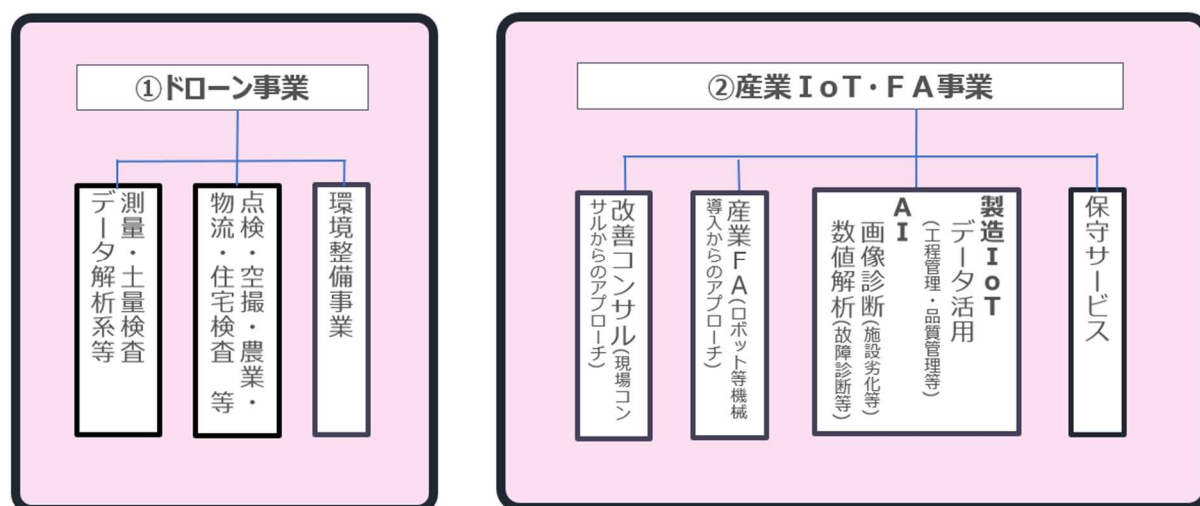 ①ドローン事業
測量・土量検査
データ解析系等
点検・空撮・農業・
物流・住宅検査　等
環境整備事業
②産業ＩoＴ・ＦＡ事業
改善コンサル(現場コン
サルからのアプローチ)
産業ＦＡ(ロボット等機械
導入からのアプローチ)
製造ＩoＴ
データ活用
(工程管理・品質管理等)
ＡＩ
画像診断(施設劣化等)
数値解析(故障診断等)
保守サービス